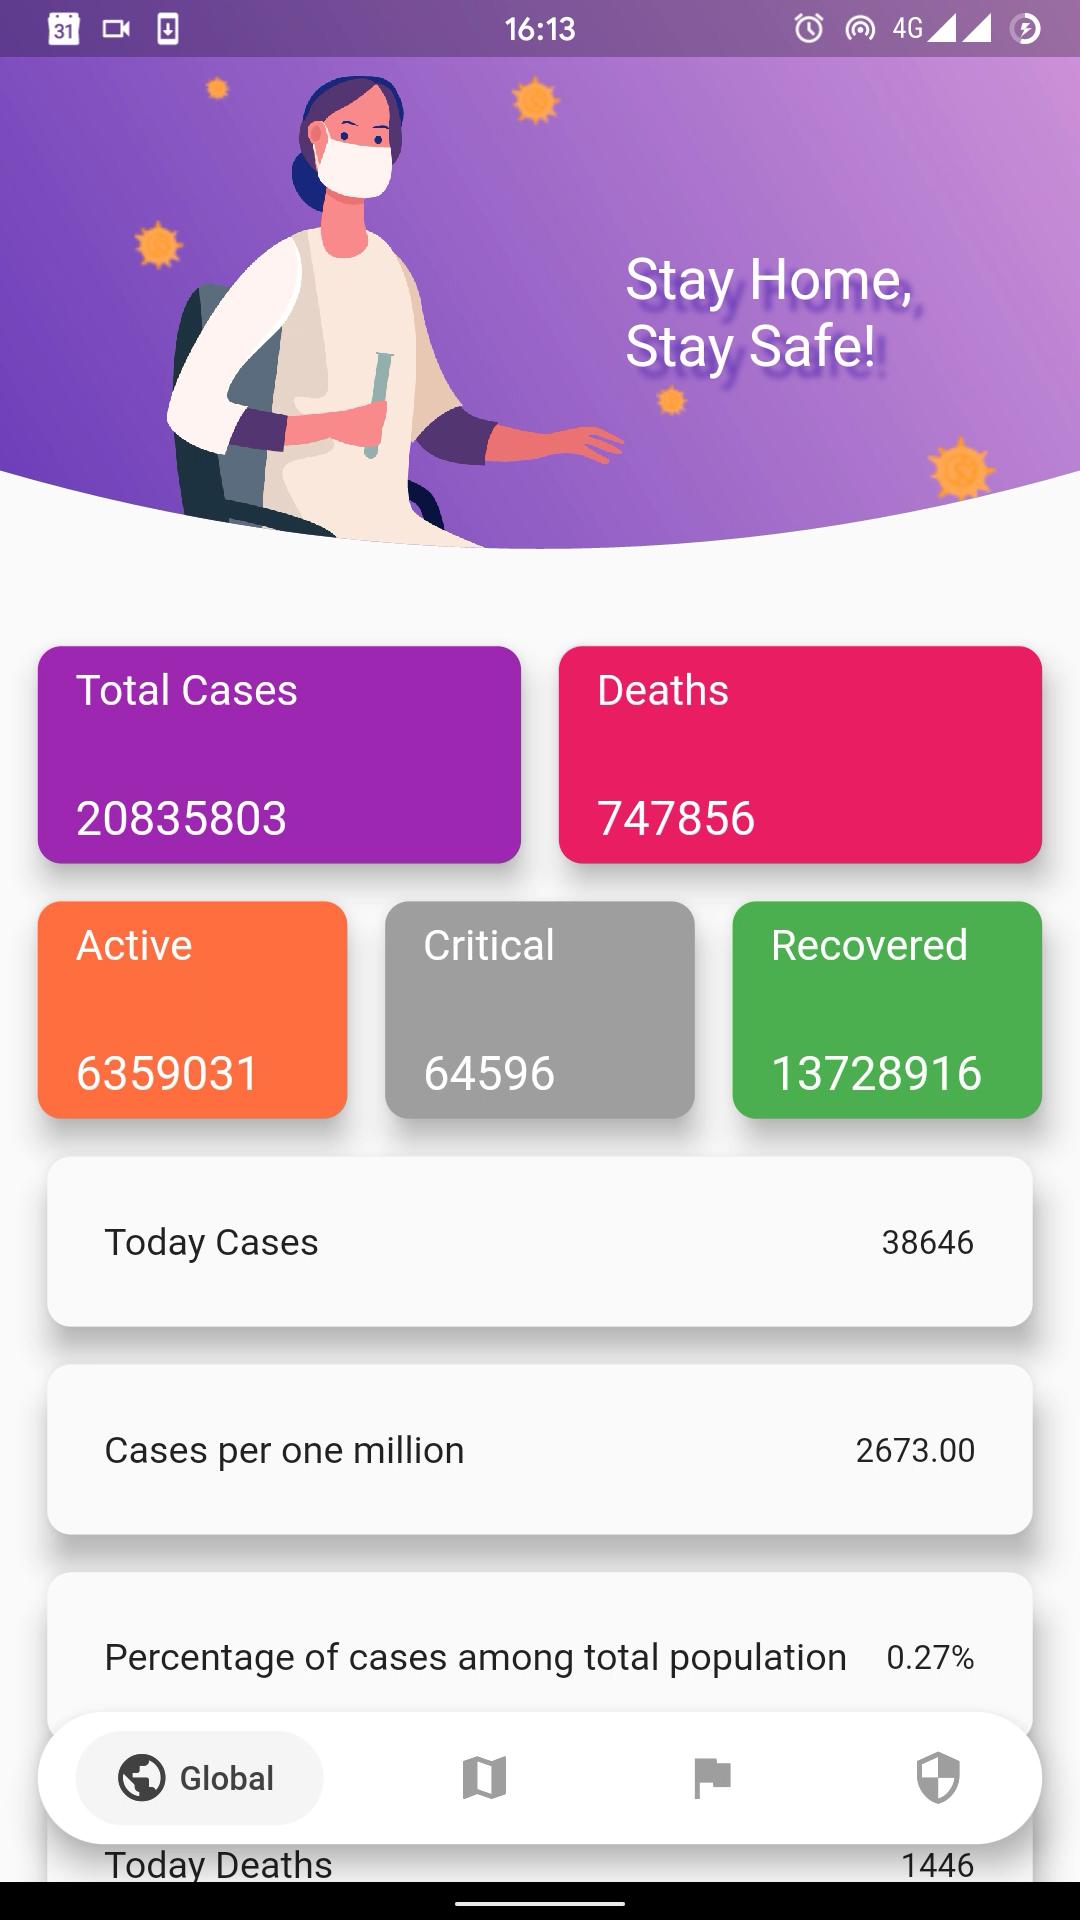 31
16:13
4G
Stay Home,
Stay Safe!
Total Cases
20835803
Deaths
747856
Active
6359031
Critical
64596
Recovered
13728916
Today Cases
38646
Cases per one million
2673.00
Percentage of cases among total population
0.27%
Global
Today Deaths
1446